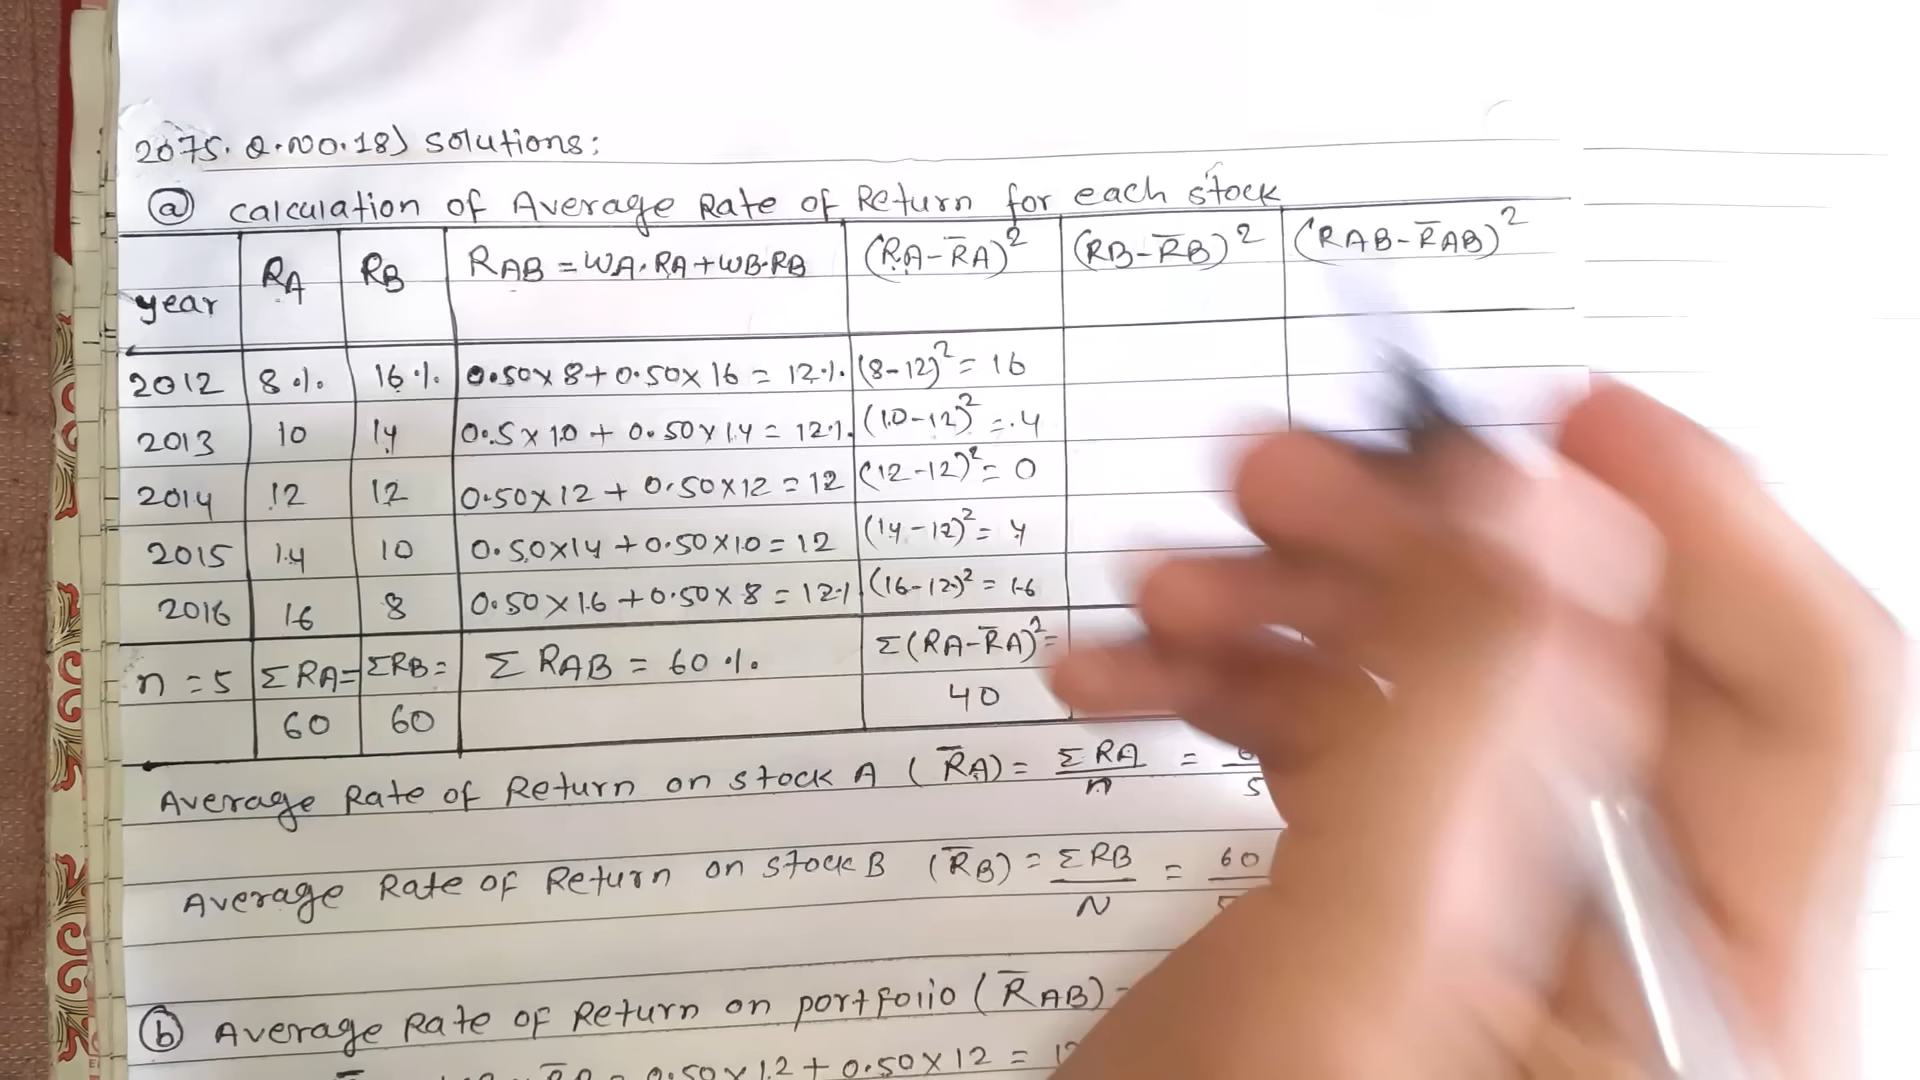 2075. Q.NO.18) Solutions:
(a) calculation of Average Rate of Return for each stock
year RA RB RAB = WA.RA+WB.RB (RA-R̅A)² (RB-R̅B)² (RAB-R̅AB)²
2012 8% 16% 0.50x8+0.50x16 = 12% (8-12)² = 16
2013 10 14 0.5x10 + 0.50x14 = 12% (10-12)² = 4
2014 12 12 0.50x12 + 0.50x12 = 12 (12-12)² = 0
2015 14 10 0.50x14 + 0.50x10 = 12 (14-12)² = 4
2016 16 8 0.50x16+0.50x8 = 12% (16-12)² = 16
n = 5 ΣRA= ΣRB= ΣRAB = 60% Σ(RA-R̅A)²=
60 60 40
Average Rate of Return on stock A (R̅A) = ΣRA/n = /5
Average Rate of Return on stock B (R̅B) = ΣRB/N = 60
(b) Average Rate of Return on portfolio (R̅AB)
0.50x12+0.50x12 =